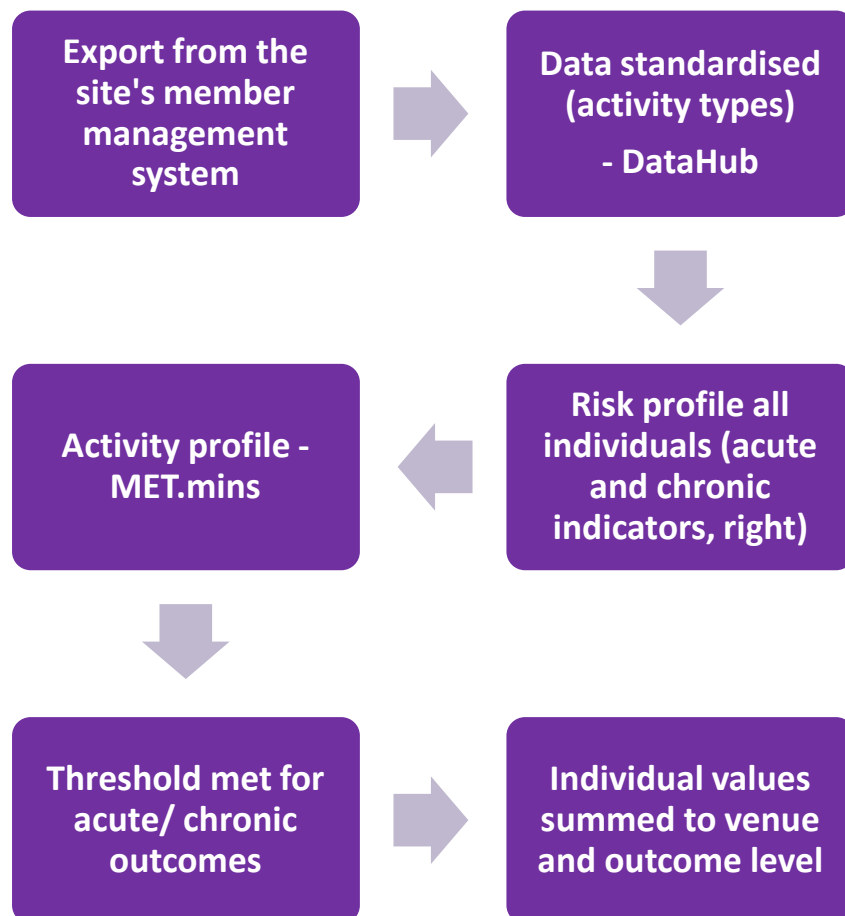 Export from the
site's member
management
system
Data standardised
(activity types)
- DataHub
Risk profile all
individuals (acute
and chronic
indicators, right)
Activity profile -
MET.mins
Threshold met for
acute/ chronic
outcomes
Individual values
summed to venue
and outcome level